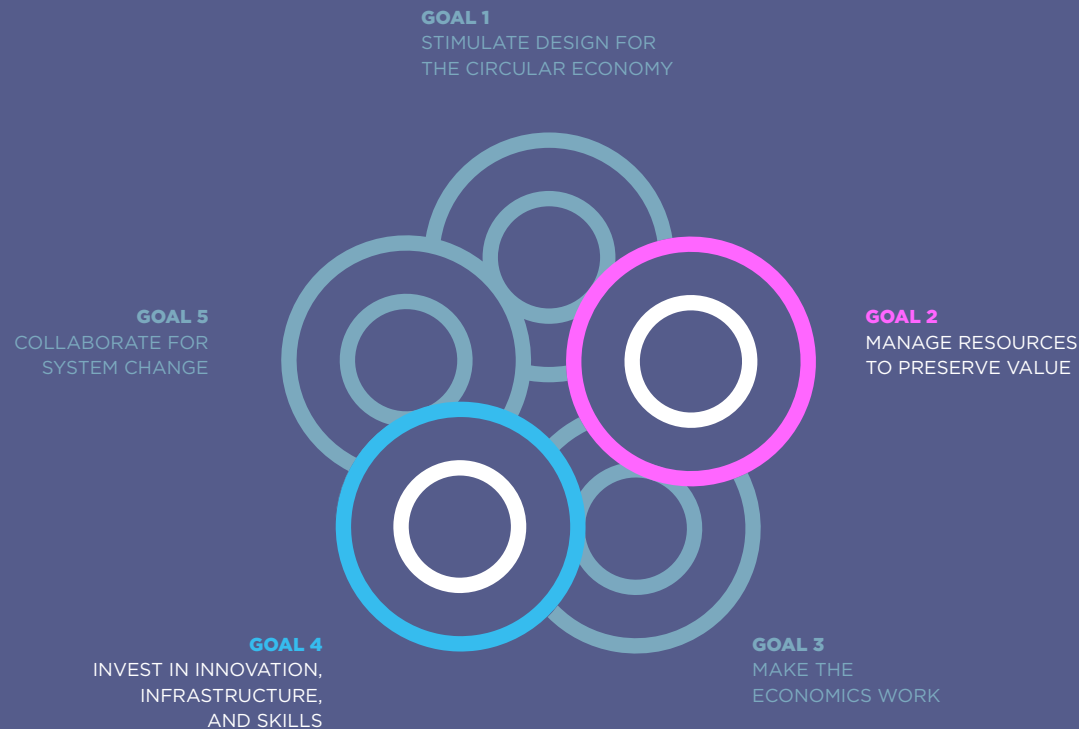 GOAL 1
STIMULATE DESIGN FOR
THE CIRCULAR ECONOMY
GOAL 5
COLLABORATE FOR
SYSTEM CHANGE
GOAL 2
MANAGE RESOURCES
TO PRESERVE VALUE
GOAL 4
INVEST IN INNOVATION,
INFRASTRUCTURE,
AND SKILLS
GOAL 3
MAKE THE
ECONOMICS WORK